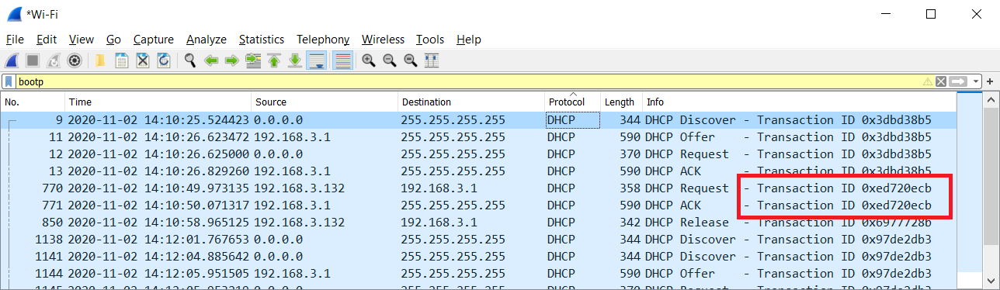 *Wi-Fi
File Edit View Go Capture Analyze Statistics Telephony Wireless Tools Help
bootp
No. Time Source Destination Protocol Length Info
9 2020-11-02 14:10:25.524423 0.0.0.0 255.255.255.255 DHCP 344 DHCP Discover - Transaction ID 0x3dbd38b5
11 2020-11-02 14:10:26.623472 192.168.3.1 255.255.255.255 DHCP 590 DHCP Offer - Transaction ID 0x3dbd38b5
12 2020-11-02 14:10:26.625000 0.0.0.0 255.255.255.255 DHCP 370 DHCP Request - Transaction ID 0x3dbd38b5
13 2020-11-02 14:10:26.829260 192.168.3.1 255.255.255.255 DHCP 590 DHCP ACK - Transaction ID 0x3dbd38b5
770 2020-11-02 14:10:49.973135 192.168.3.132 192.168.3.1 DHCP 358 DHCP Request - Transaction ID 0xed720ecb
771 2020-11-02 14:10:50.071317 192.168.3.1 255.255.255.255 DHCP 590 DHCP ACK - Transaction ID 0xed720ecb
850 2020-11-02 14:10:58.965125 192.168.3.132 192.168.3.1 DHCP 342 DHCP Release - Transaction ID 0x6977728b
1138 2020-11-02 14:12:01.767653 0.0.0.0 255.255.255.255 DHCP 344 DHCP Discover - Transaction ID 0x97de2db3
1141 2020-11-02 14:12:04.885642 0.0.0.0 255.255.255.255 DHCP 344 DHCP Discover - Transaction ID 0x97de2db3
1144 2020-11-02 14:12:05.951505 192.168.3.1 255.255.255.255 DHCP 590 DHCP Offer - Transaction ID 0x97de2db3